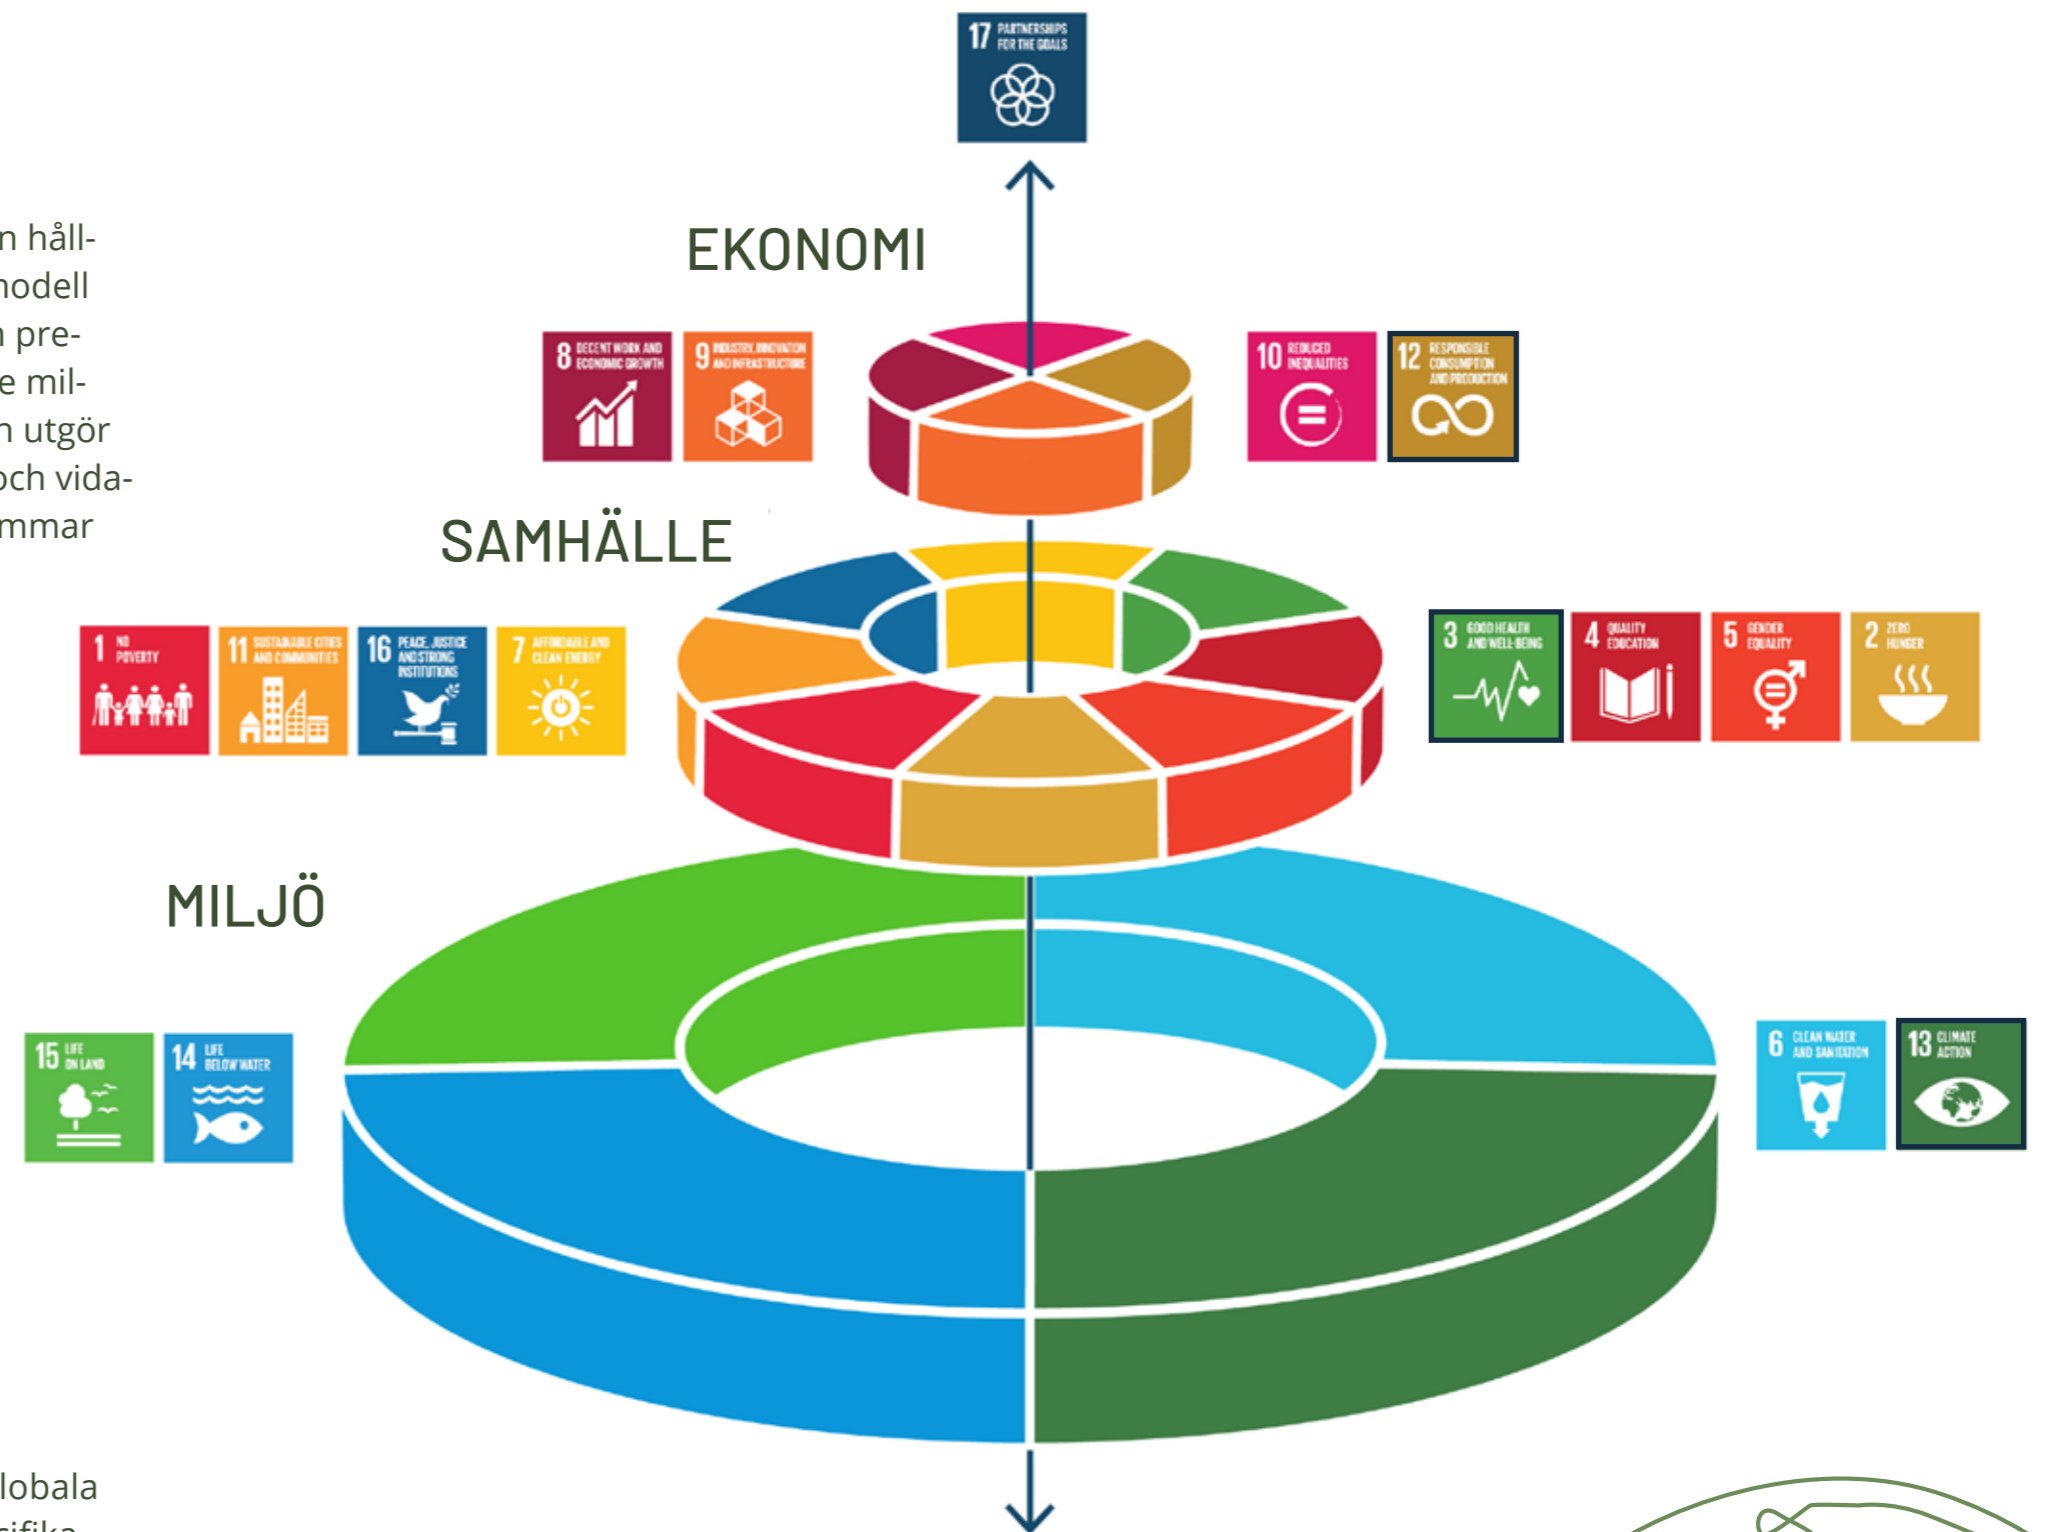 17 PARTNERSHIPS
FOR THE GOALS
n håll-
nodell
n pre-
e mil-
n utgör
och vida-
mmar
EKONOMI
8 DECENT WORK AND
ECONOMIC GROWTH
9 INDUSTRY, INNOVATION
AND INFRASTRUCTURE
10 REDUCED
INEQUALITIES
12 RESPONSIBLE
CONSUMPTION
AND PRODUCTION
SAMHÄLLE
1 NO
POVERTY
11 SUSTAINABLE CITIES
AND COMMUNITIES
16 PEACE, JUSTICE
AND STRONG
INSTITUTIONS
7 AFFORDABLE AND
CLEAN ENERGY
3 GOOD HEALTH
AND WELL-BEING
4 QUALITY
EDUCATION
5 GENDER
EQUALITY
2 ZERO
HUNGER
MILJÖ
15 LIFE
ON LAND
14 LIFE
BELOW WATER
6 CLEAN WATER
AND SANITATION
13 CLIMATE
ACTION
lobala
cifika